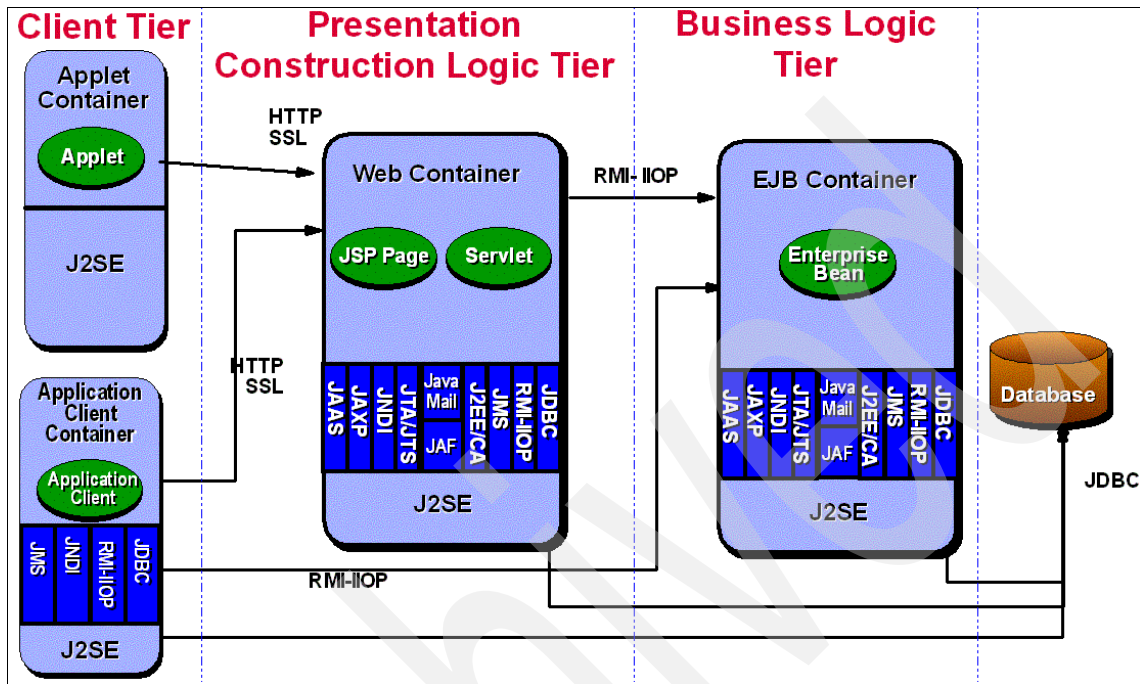 Client Tier
Presentation
Construction Logic Tier
Business Logic
Tier
Applet
Container
Applet
J2SE
HTTP
SSL
Web Container
JSP Page
Servlet
JAAS
JAXP
JNDI
JTA/JTS
Java
Mail
JAF
J2EE/CA
JMS
RMI-IIOP
JDBC
J2SE
RMI- IIOP
EJB Container
Enterprise
Bean
JAAS
JAXP
JNDI
JTA/JTS
Java
Mail
JAF
J2EE/CA
JMS
RMI-IIOP
JDBC
J2SE
Database
JDBC
HTTP
SSL
Application
Client
Container
Application
Client
JMS
JNDI
RMI-IIOP
JDBC
J2SE
RMI-IIOP